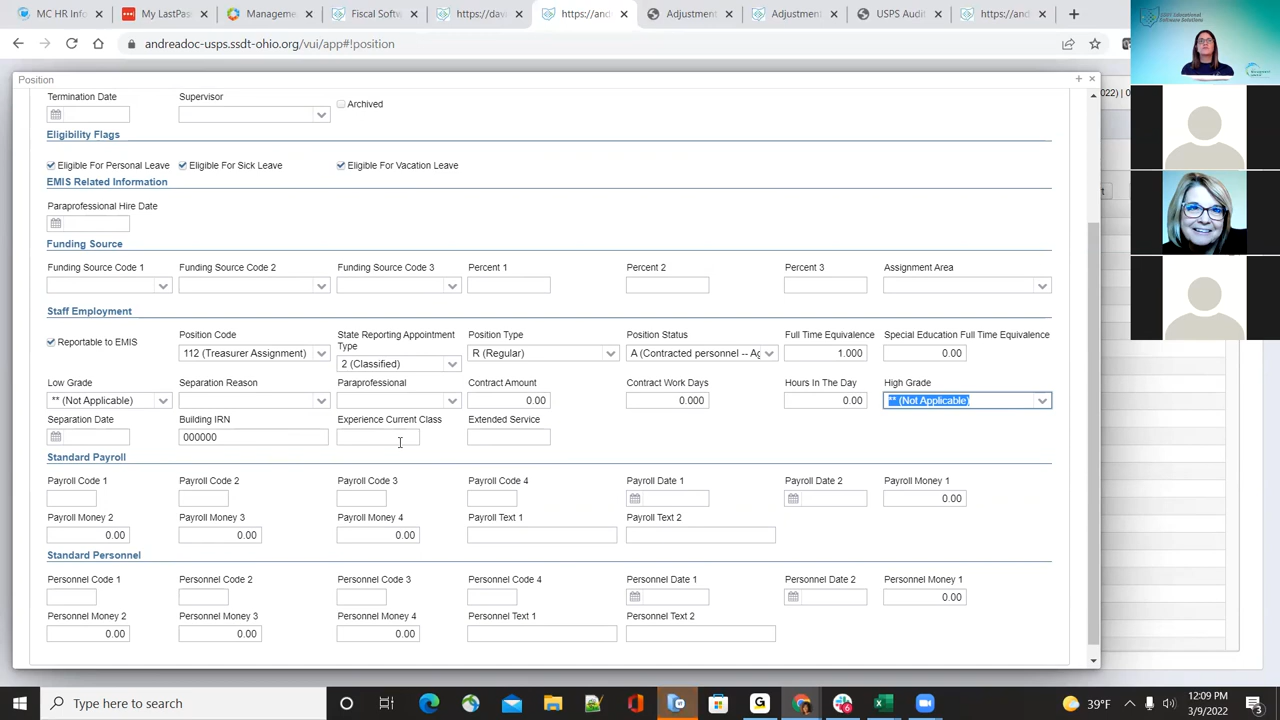 MC HR Info
My LastPass
Management
Fiscal Softw
https://and
https://and
Adjustment
Adjustment
USPS
https://and
andreadoc-usps.ssdt-ohio.org/vui/app#!position
SSDT Educational
Software Solutions
Position
Termination Date
Supervisor
Archived
2022) | 0
Eligibility Flags
Eligible For Personal Leave
Eligible For Sick Leave
Eligible For Vacation Leave
EMIS Related Information
Paraprofessional Hire Date
Funding Source
Funding Source Code 1
Funding Source Code 2
Funding Source Code 3
Percent 1
Percent 2
Percent 3
Assignment Area
Staff Employment
Reportable to EMIS
Position Code
State Reporting Appointment Type
Position Type
Position Status
Full Time Equivalence
Special Education Full Time Equivalence
112 (Treasurer Assignment)
2 (Classified)
R (Regular)
A (Contracted personnel -- Ag
1.000
0.00
Low Grade
Separation Reason
Paraprofessional
Contract Amount
Contract Work Days
Hours In The Day
High Grade
** (Not Applicable)
0.00
0.000
0.00
** (Not Applicable)
Separation Date
Building IRN
Experience Current Class
Extended Service
000000
Standard Payroll
Payroll Code 1
Payroll Code 2
Payroll Code 3
Payroll Code 4
Payroll Date 1
Payroll Date 2
Payroll Money 1
0.00
Payroll Money 2
Payroll Money 3
Payroll Money 4
Payroll Text 1
Payroll Text 2
0.00
0.00
0.00
Standard Personnel
Personnel Code 1
Personnel Code 2
Personnel Code 3
Personnel Code 4
Personnel Date 1
Personnel Date 2
Personnel Money 1
0.00
Personnel Money 2
Personnel Money 3
Personnel Money 4
Personnel Text 1
Personnel Text 2
0.00
0.00
0.00
Type here to search
39°F
12:09 PM
3/9/2022
3